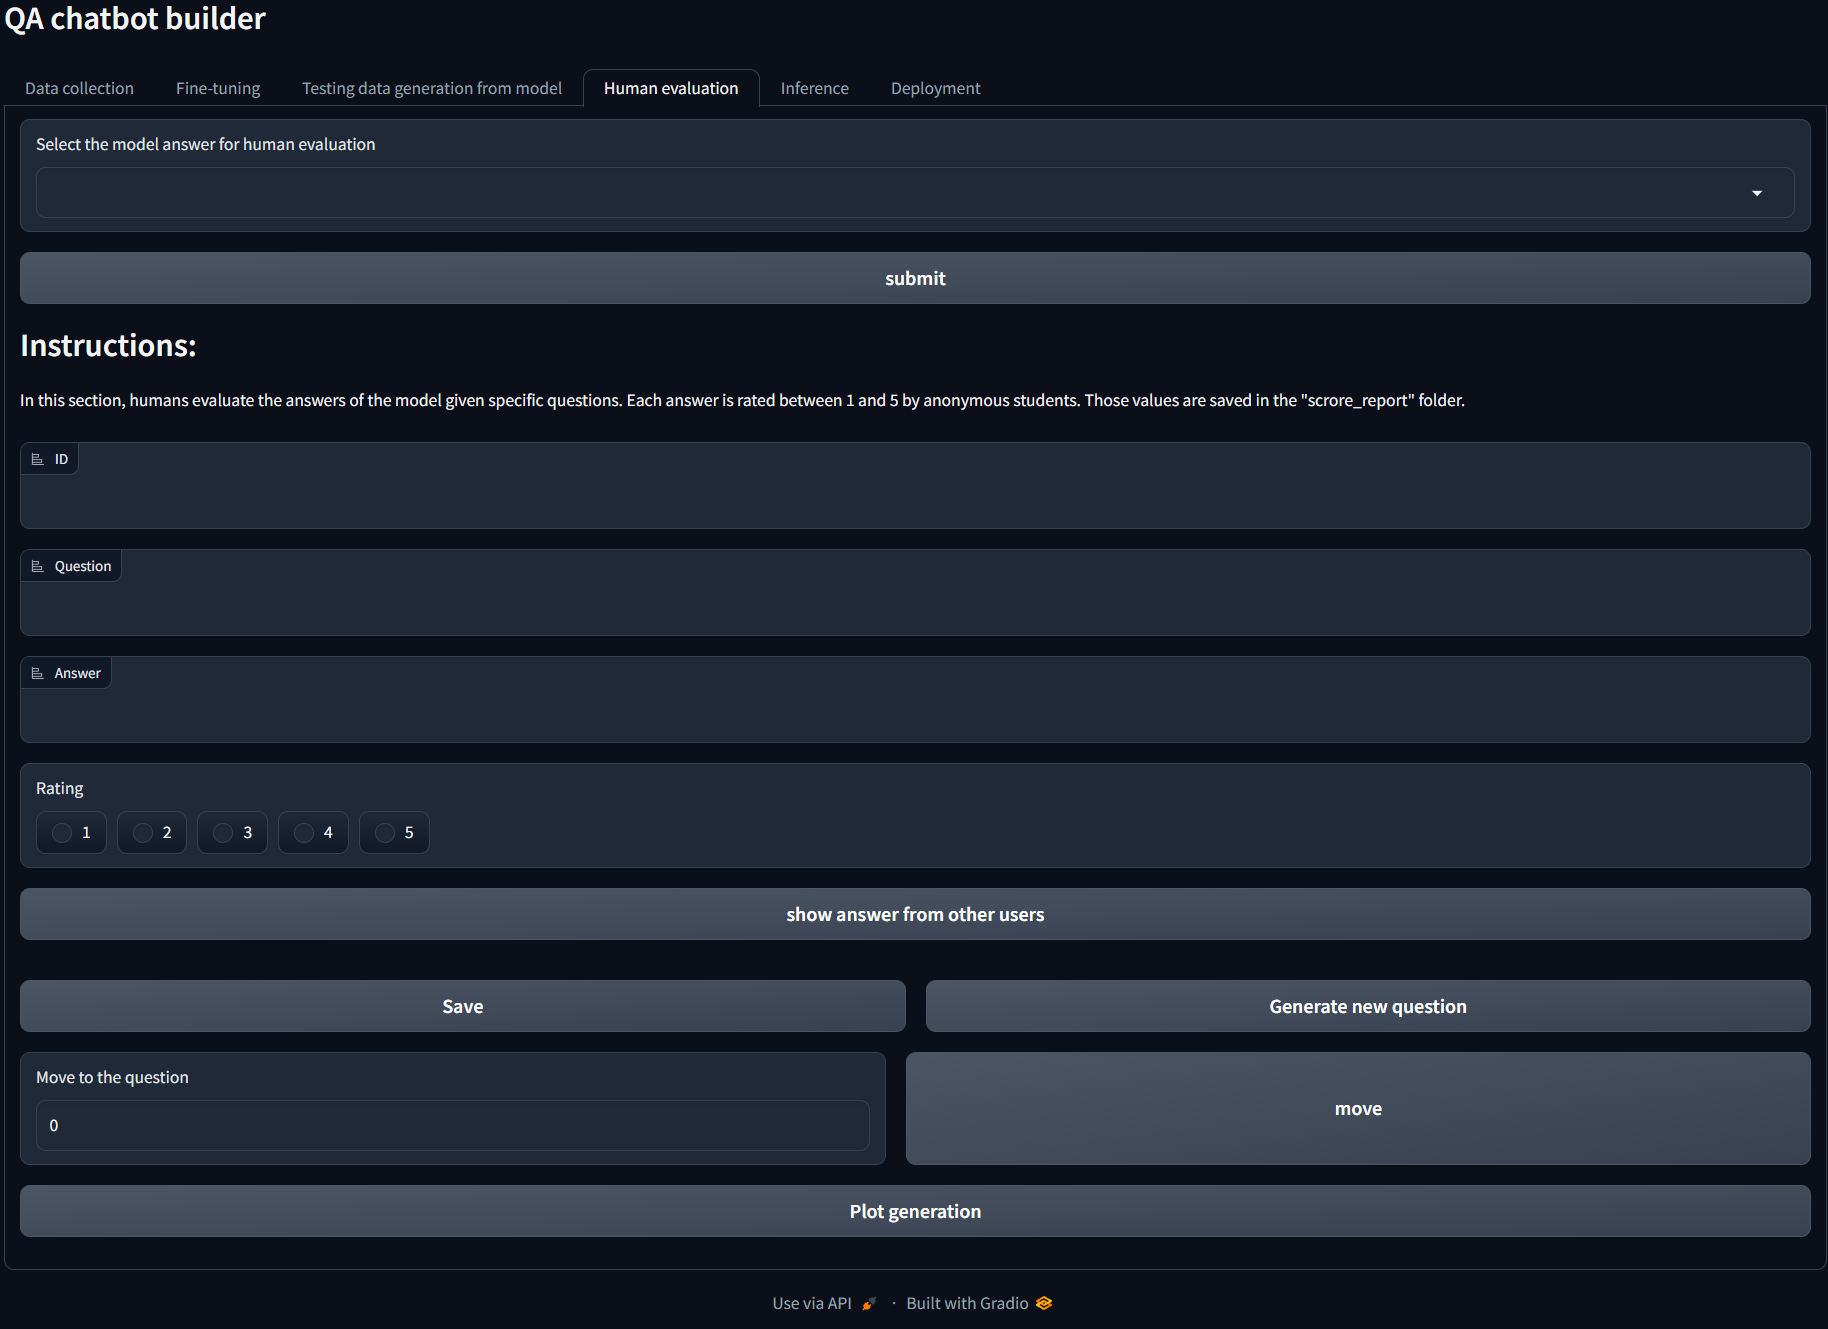 QA chatbot builder
Data collection Fine-tuning Testing data generation from model Human evaluation Inference Deployment
Select the model answer for human evaluation
submit
Instructions:
In this section, humans evaluate the answers of the model given specific questions. Each answer is rated between 1 and 5 by anonymous students. Those values are saved in the "scrore_report" folder.
ID
Question
Answer
Rating
1 2 3 4 5
show answer from other users
Save Generate new question
Move to the question
0
move
Plot generation
Use via API · Built with Gradio